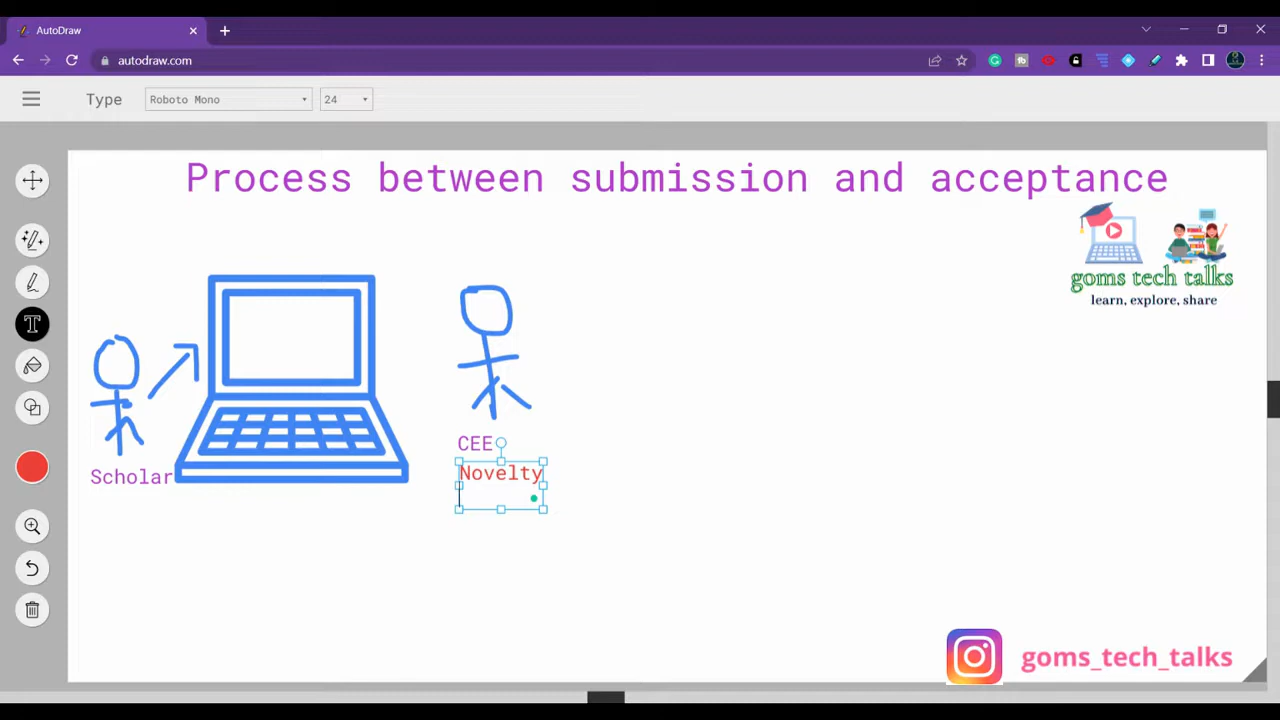 AutoDraw
autodraw.com
Type
Roboto Mono
24
Process between submission and acceptance
goms tech talks
learn, explore, share
Scholar
CEE
Novelty
goms_tech_talks